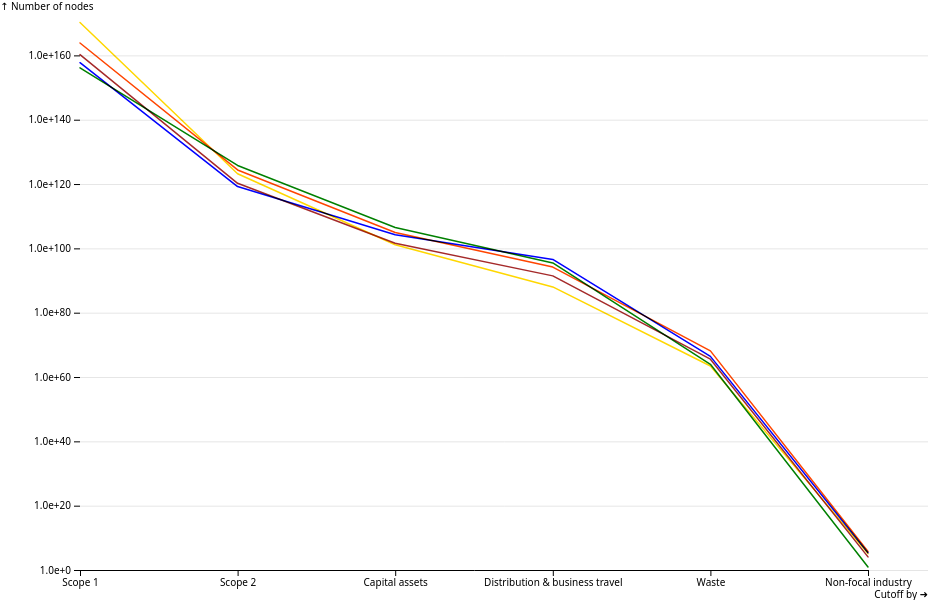 ↑ Number of nodes
1.0e+160
1.0e+140
1.0e+120
1.0e+100
1.0e+80
1.0e+60
1.0e+40
1.0e+20
1.0e+0
Scope 1 Scope 2 Capital assets Distribution & business travel Waste Non-focal industry
Cutoff by →